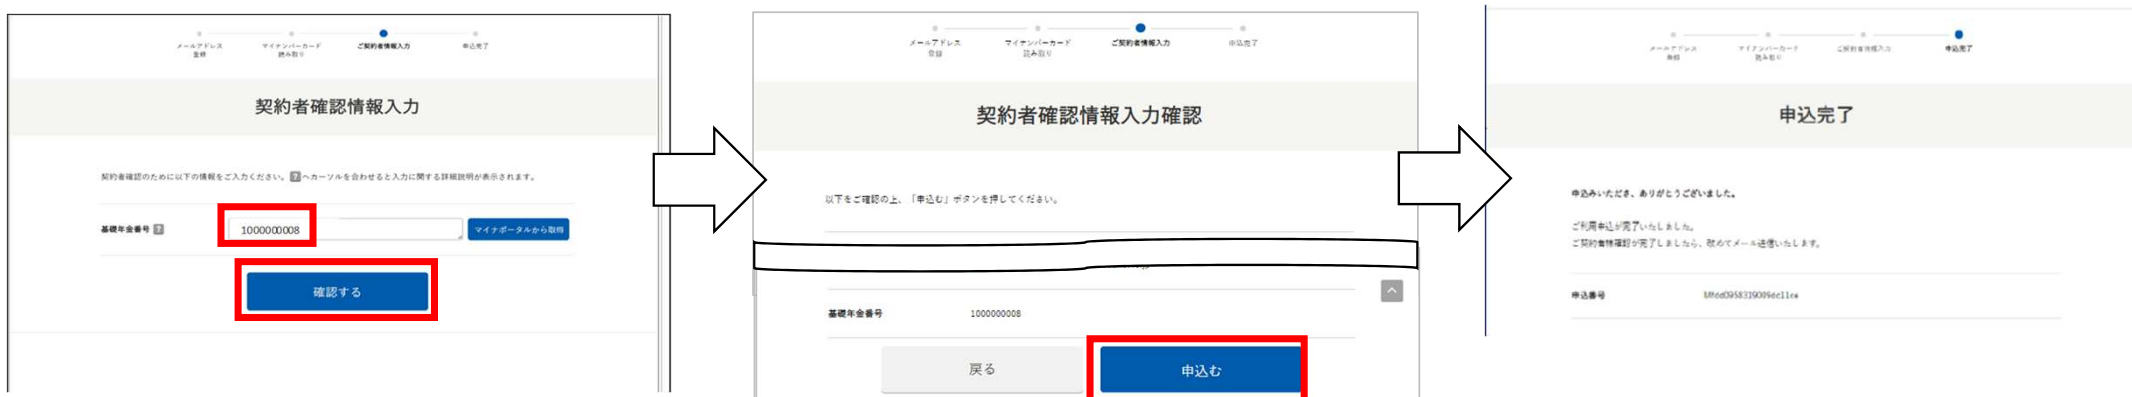 メールアドレス
登録
マイナンバーカード
読み取り
ご契約者情報入力
申込完了
契約者確認情報入力
契約者確認のために以下の情報をご入力ください。?へカーソルを合わせると入力に関する詳細説明が表示されます。
基礎年金番号 ?
1000000008
マイナポータルから取得
確認する
メールアドレス
登録
マイナンバーカード
読み取り
ご契約者情報入力
申込完了
契約者確認情報入力確認
以下をご確認の上、「申込む」ボタンを押してください。
基礎年金番号
1000000008
戻る
申込む
メールアドレス
登録
マイナンバーカード
読み取り
ご契約者情報入力
申込完了
申込完了
申込みいただき、ありがとうございました。
ご利用申込が完了いたしました。
ご契約者様確認が完了しましたら、改めてメール送信いたします。
申込番号